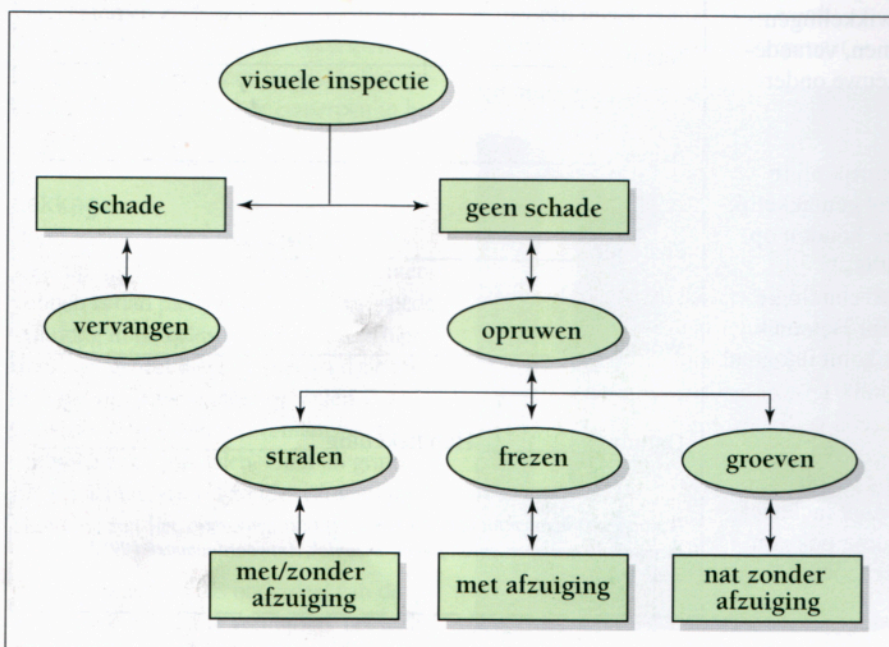 visuele inspectie
schade
geen schade
vervangen
opruwen
stralen
frezen
groeven
met/zonder
afzuiging
met afzuiging
nat zonder
afzuiging